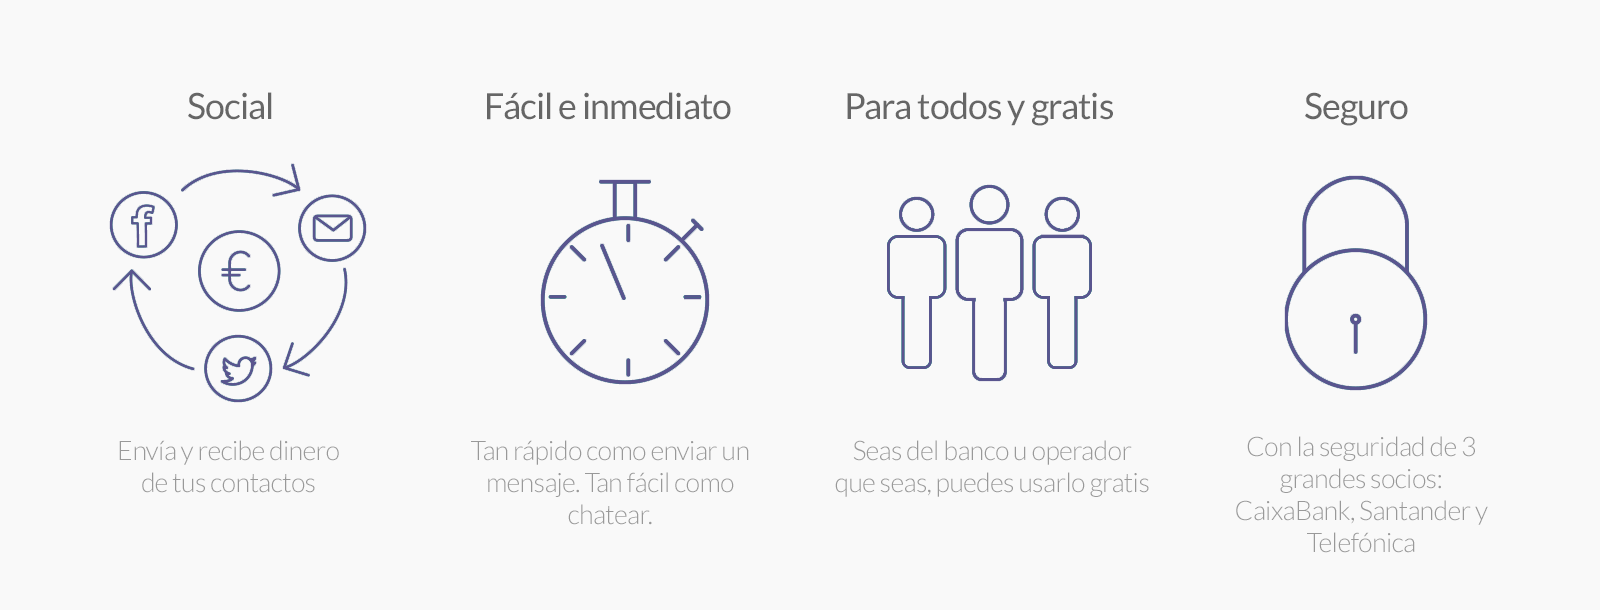 Social
Envía y recibe dinero
de tus contactos
Fácil e inmediato
Tan rápido como enviar un
mensaje. Tan fácil como
chatear.
Para todos y gratis
Seas del banco u operador
que seas, puedes usarlo gratis
Seguro
Con la seguridad de 3
grandes socios:
CaixaBank, Santander y
Telefónica